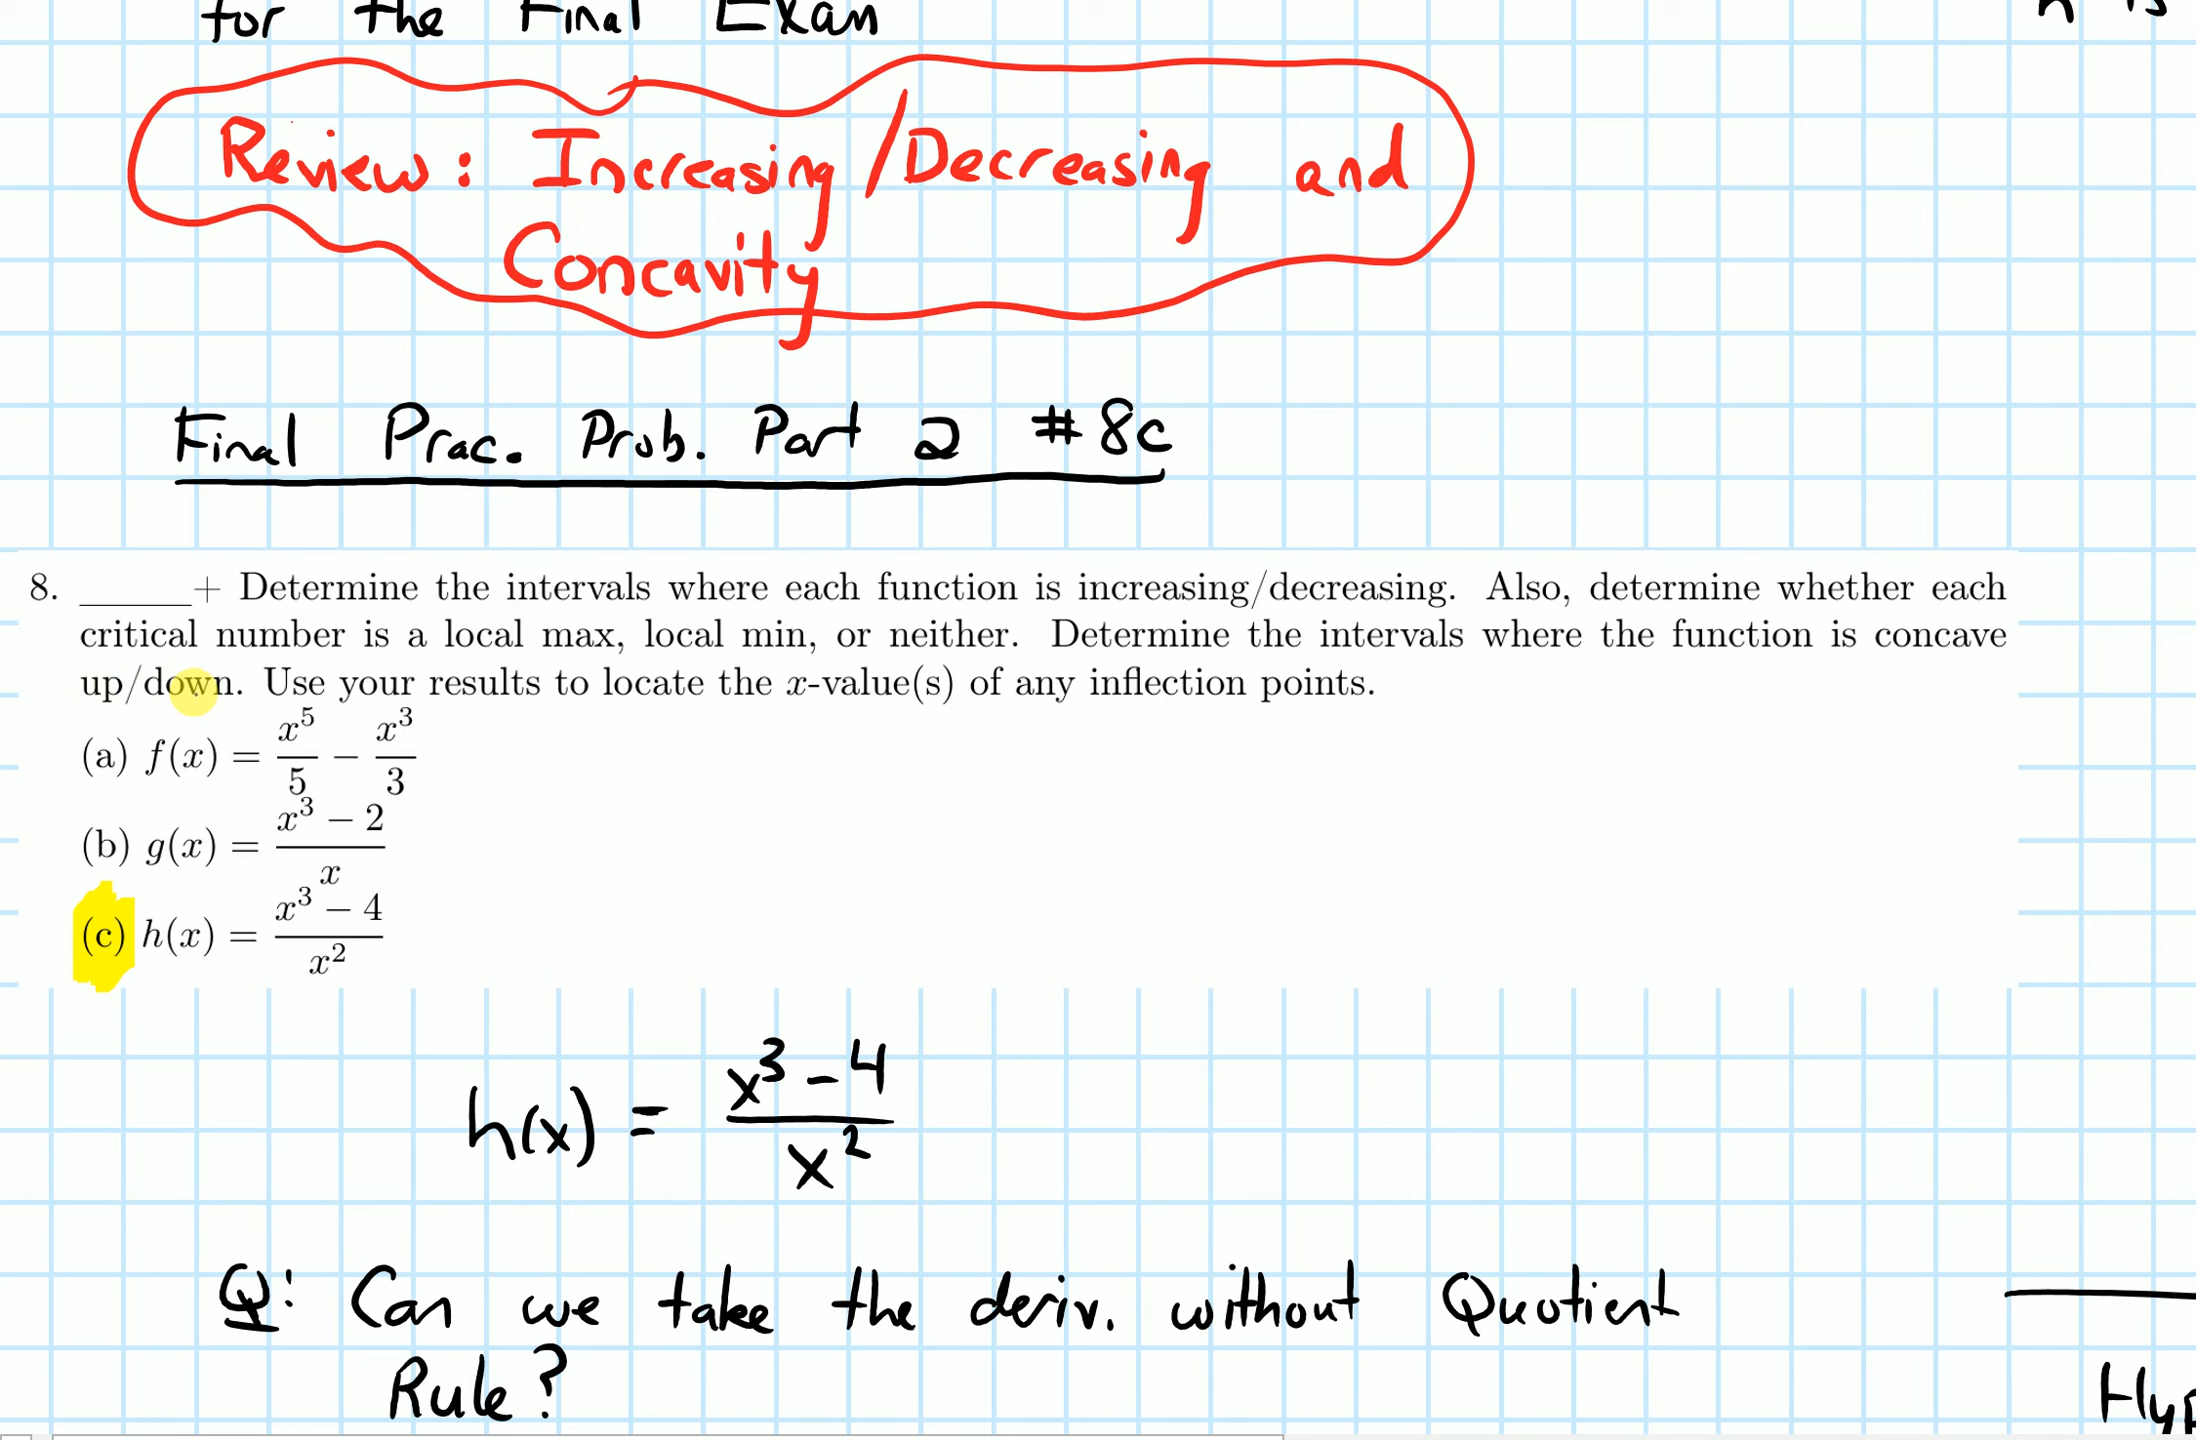 for the Final Exam
is
Review: Increasing/Decreasing and
Concavity
Final Prac. Prob. Part 2 #8c
8. _____+ Determine the intervals where each function is increasing/decreasing. Also, determine whether each
critical number is a local max, local min, or neither. Determine the intervals where the function is concave
up/down. Use your results to locate the x-value(s) of any inflection points.
(a) f(x) = x^5/5 − x^3/3
(b) g(x) = (x^3 − 2)/x
(c) h(x) = (x^3 − 4)/x^2
h(x) = (x^3 − 4)/x^2
Q: Can we take the deriv. without Quotient
Rule?